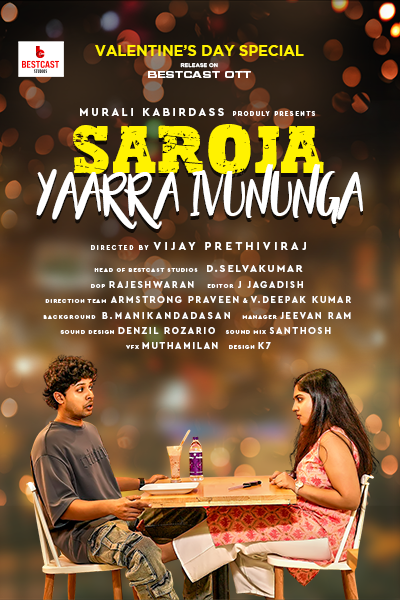 BESTCAST
STUDIOS
VALENTINE'S DAY SPECIAL
RELEASE ON
BESTCAST OTT
MURALI KABIRDASS PRODULY PRESENTS
SAROJA
YAARRA IVUNUNGA
DIRECTED BY VIJAY PRETHIVIRAJ
HEAD OF BESTCAST STUDIOS D.SELVAKUMAR
DOP RAJESHWARAN EDITOR J JAGADISH
DIRECTION TEAM ARMSTRONG PRAVEEN & V.DEEPAK KUMAR
BACKGROUND B.MANIKANDADASAN MANAGER JEEVAN RAM
SOUND DESIGN DENZIL ROZARIO SOUND MIX SANTHOSH
VFX MUTHAMILAN DESIGN K7